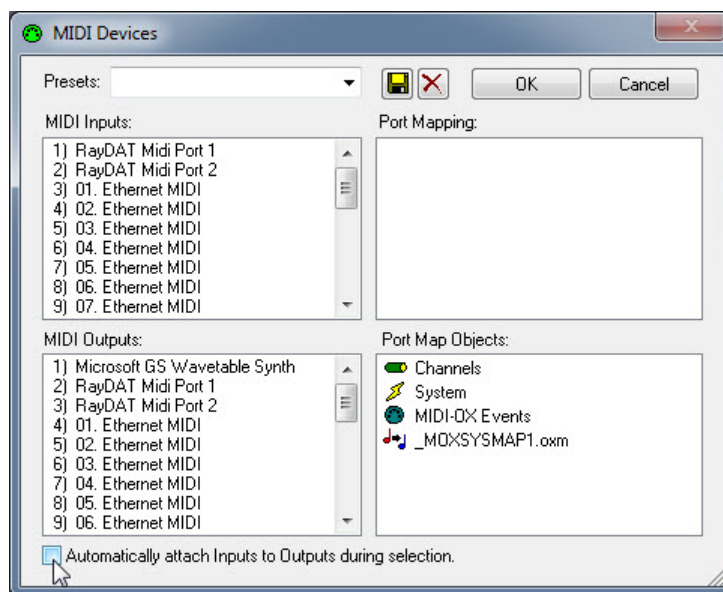 MIDI Devices
Presets:
OK
Cancel
MIDI Inputs:
1) RayDAT Midi Port 1
2) RayDAT Midi Port 2
3) 01. Ethernet MIDI
4) 02. Ethernet MIDI
5) 03. Ethernet MIDI
6) 04. Ethernet MIDI
7) 05. Ethernet MIDI
8) 06. Ethernet MIDI
9) 07. Ethernet MIDI
Port Mapping:
MIDI Outputs:
1) Microsoft GS Wavetable Synth
2) RayDAT Midi Port 1
3) RayDAT Midi Port 2
4) 01. Ethernet MIDI
5) 02. Ethernet MIDI
6) 03. Ethernet MIDI
7) 04. Ethernet MIDI
8) 05. Ethernet MIDI
9) 06. Ethernet MIDI
Port Map Objects:
Channels
System
MIDI-OX Events
_MOXSYSMAP1.oxm
Automatically attach Inputs to Outputs during selection.